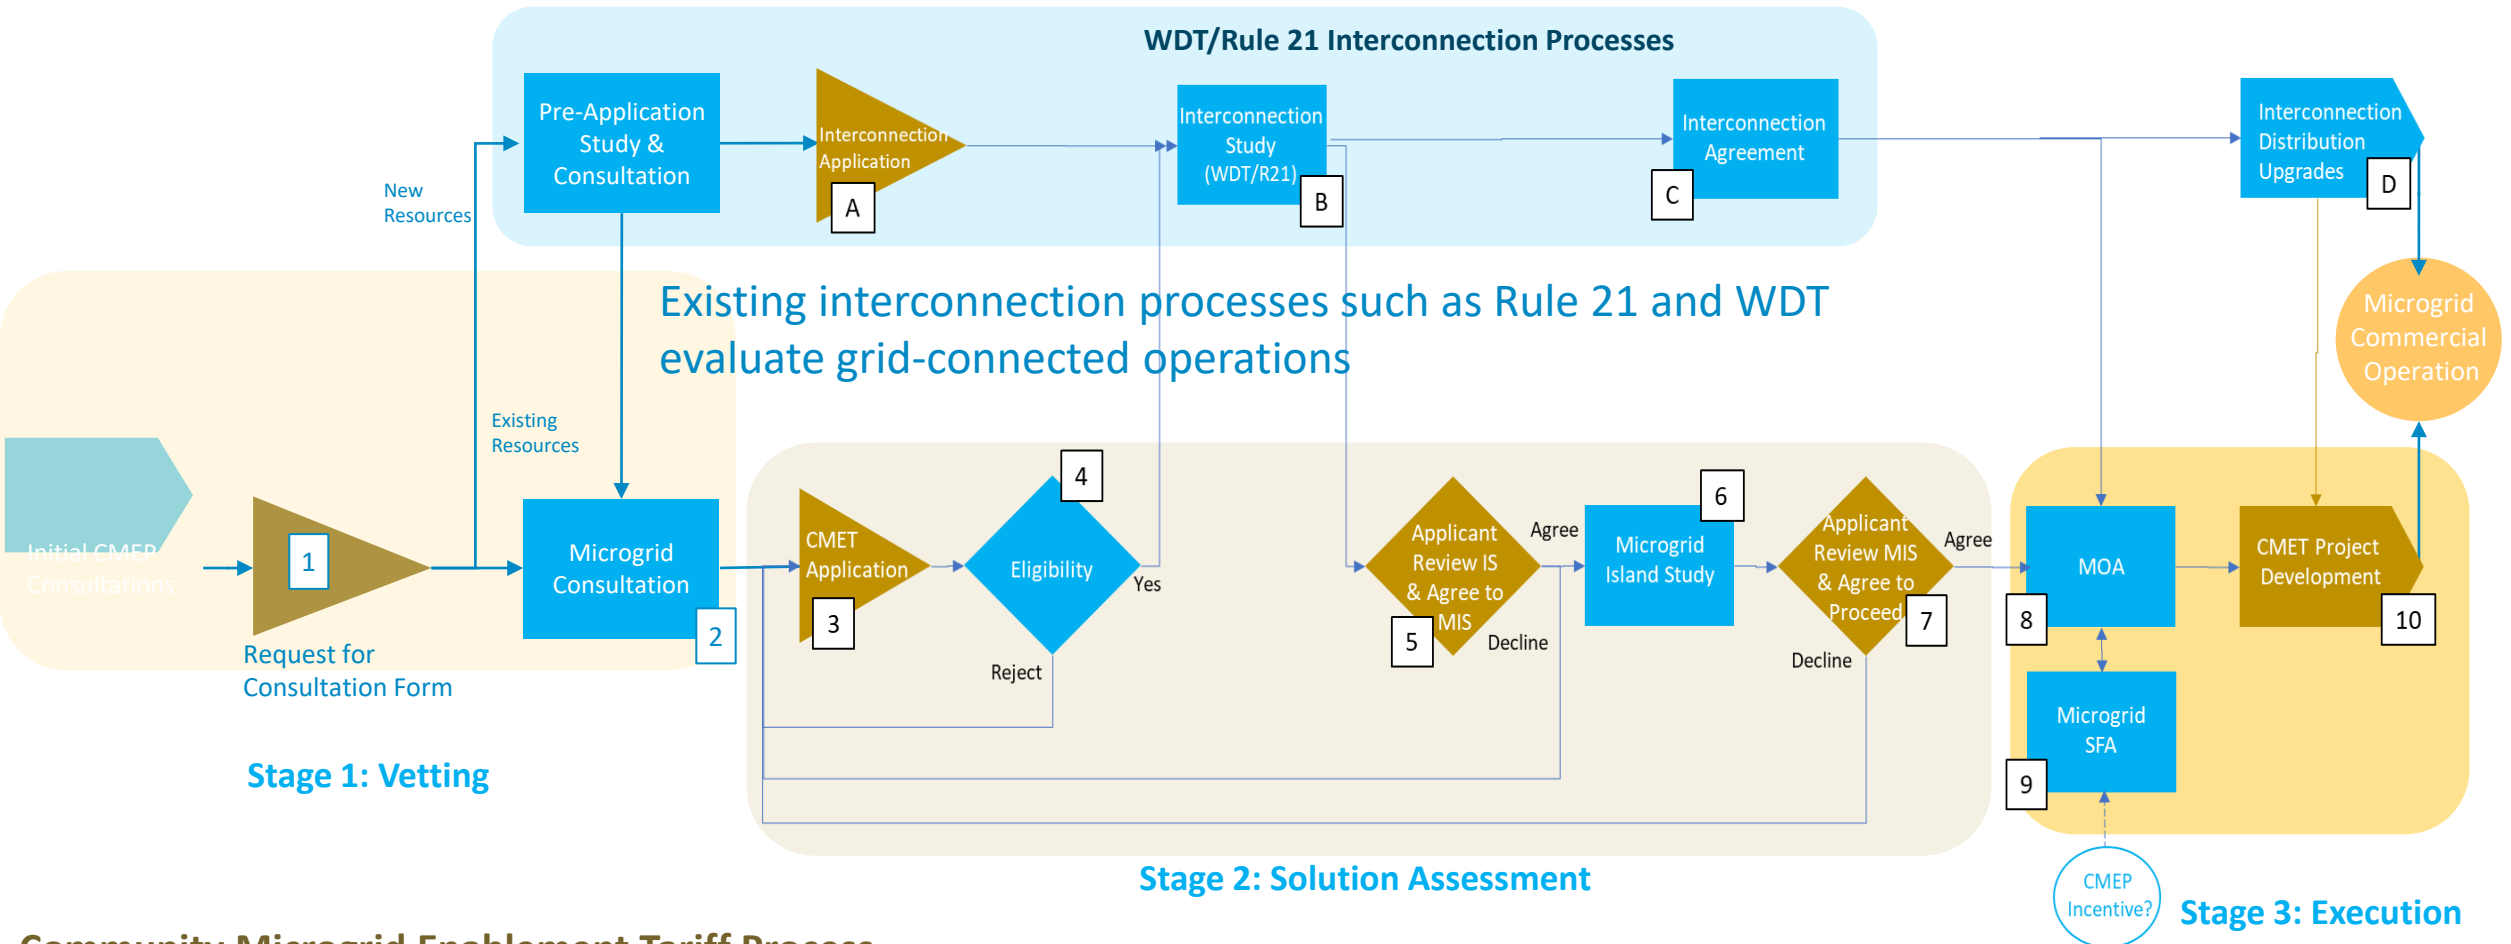 WDT/Rule 21 Interconnection Processes
Pre-Application
Study &
Consultation
Interconnection
Application
A
Interconnection
Study
(WDT/R21)
B
Interconnection
Agreement
C
Interconnection
Distribution
Upgrades
D
New
Resources
Existing interconnection processes such as Rule 21 and WDT
evaluate grid-connected operations
Microgrid
Commercial
Operation
Existing
Resources
Initial CMEP
Consultations
1
Request for
Consultation Form
Microgrid
Consultation
2
CMET
Application
3
4
Eligibility
Yes
Reject
Applicant
Review IS
& Agree to
MIS
5
Agree
Decline
6
Microgrid
Island Study
Applicant
Review MIS
& Agree to
Proceed
7
Agree
Decline
MOA
8
CMET Project
Development
10
Microgrid
SFA
9
CMEP
Incentive?
Stage 1: Vetting
Stage 2: Solution Assessment
Stage 3: Execution
Community Microgrid Enablement Tariff Process